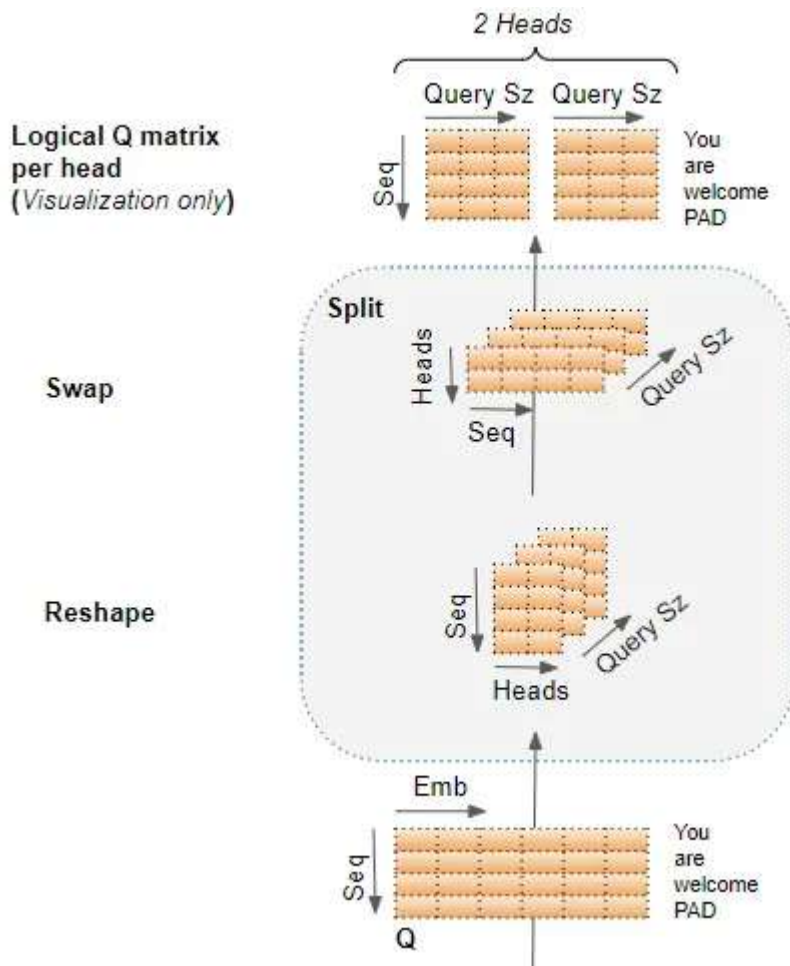 2 Heads
Query Sz Query Sz
Logical Q matrix
per head
(Visualization only)
Seq
You
are
welcome
PAD
Split
Swap
Heads
Seq
Query Sz
Reshape
Seq
Heads
Query Sz
Emb
Seq
You
are
welcome
PAD
Q